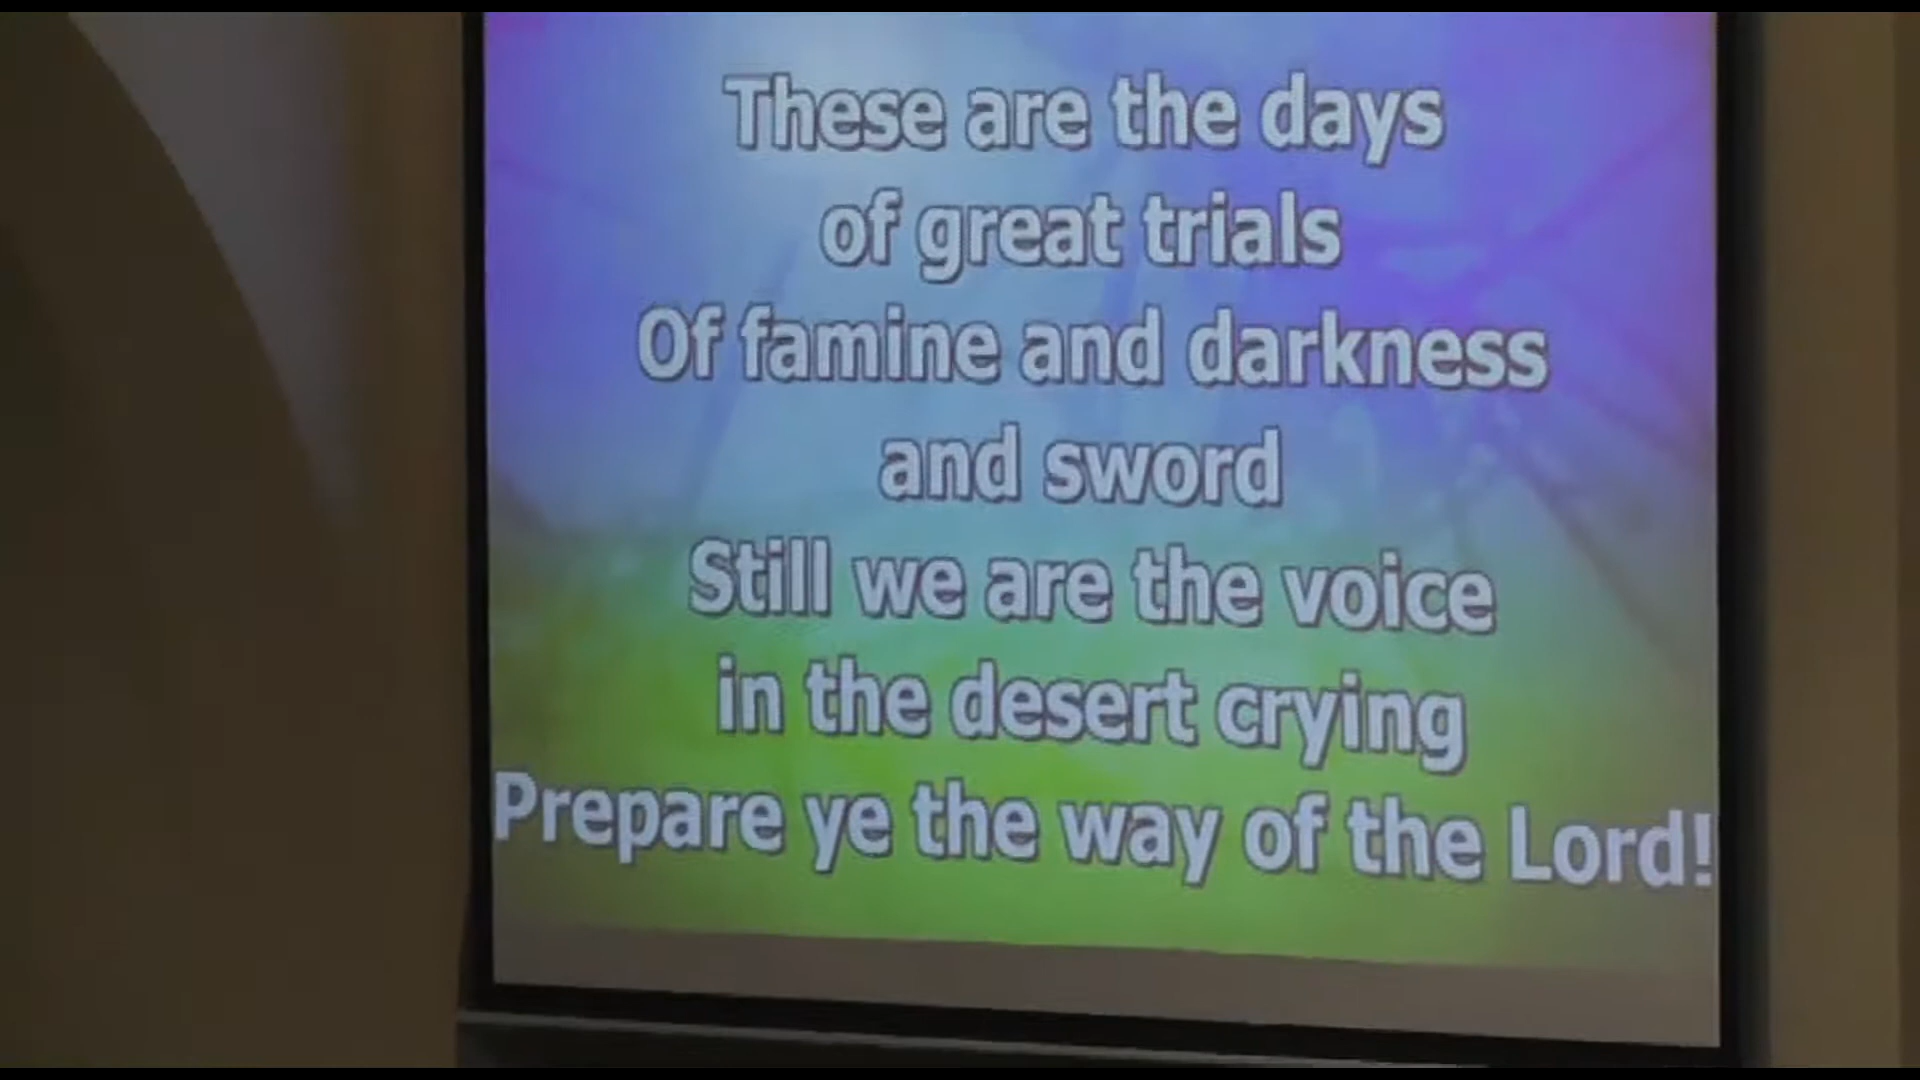 These are the days
of great trials
Of famine and darkness
and sword
Still we are the voice
in the desert crying
Prepare ye the way of the Lord!